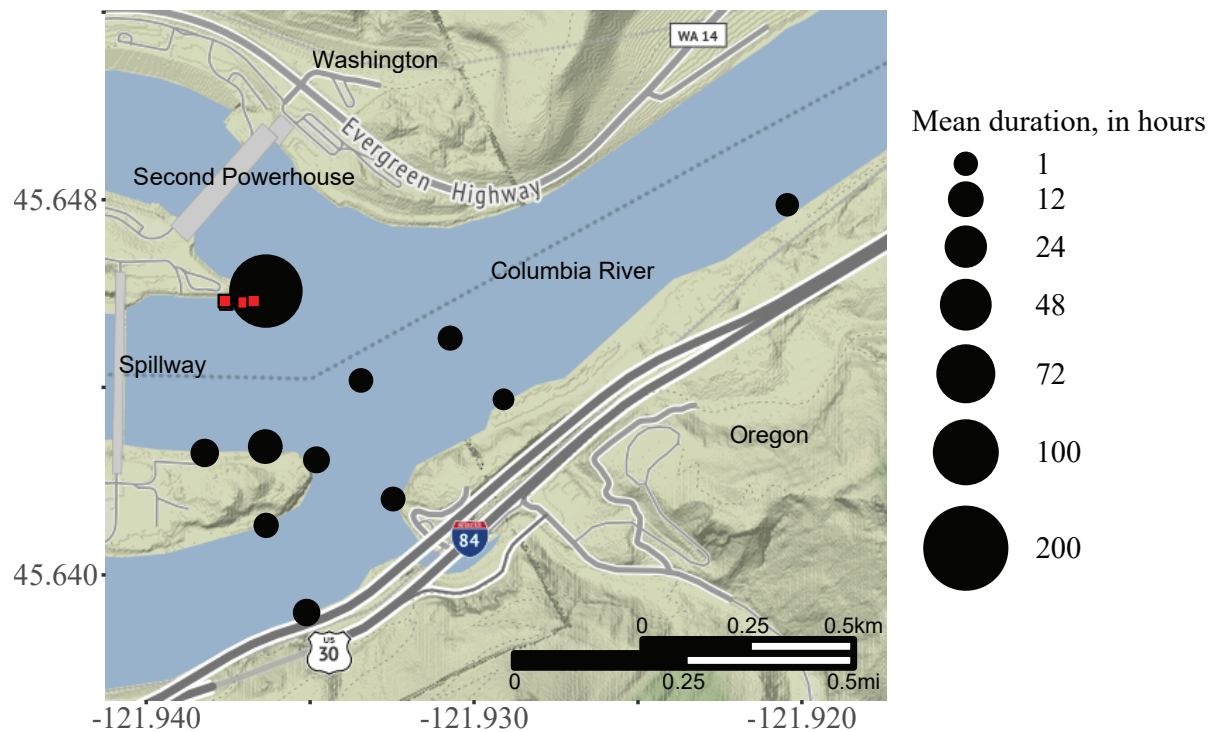 WA 14
Washington
Evergreen Highway
Mean duration, in hours
1
Second Powerhouse
12
45.648
24
Columbia River
48
Spillway
72
Oregon
100
84
200
45.640
0 0.25 0.5km
US
30
0 0.25 0.5mi
-121.940 -121.930 -121.920